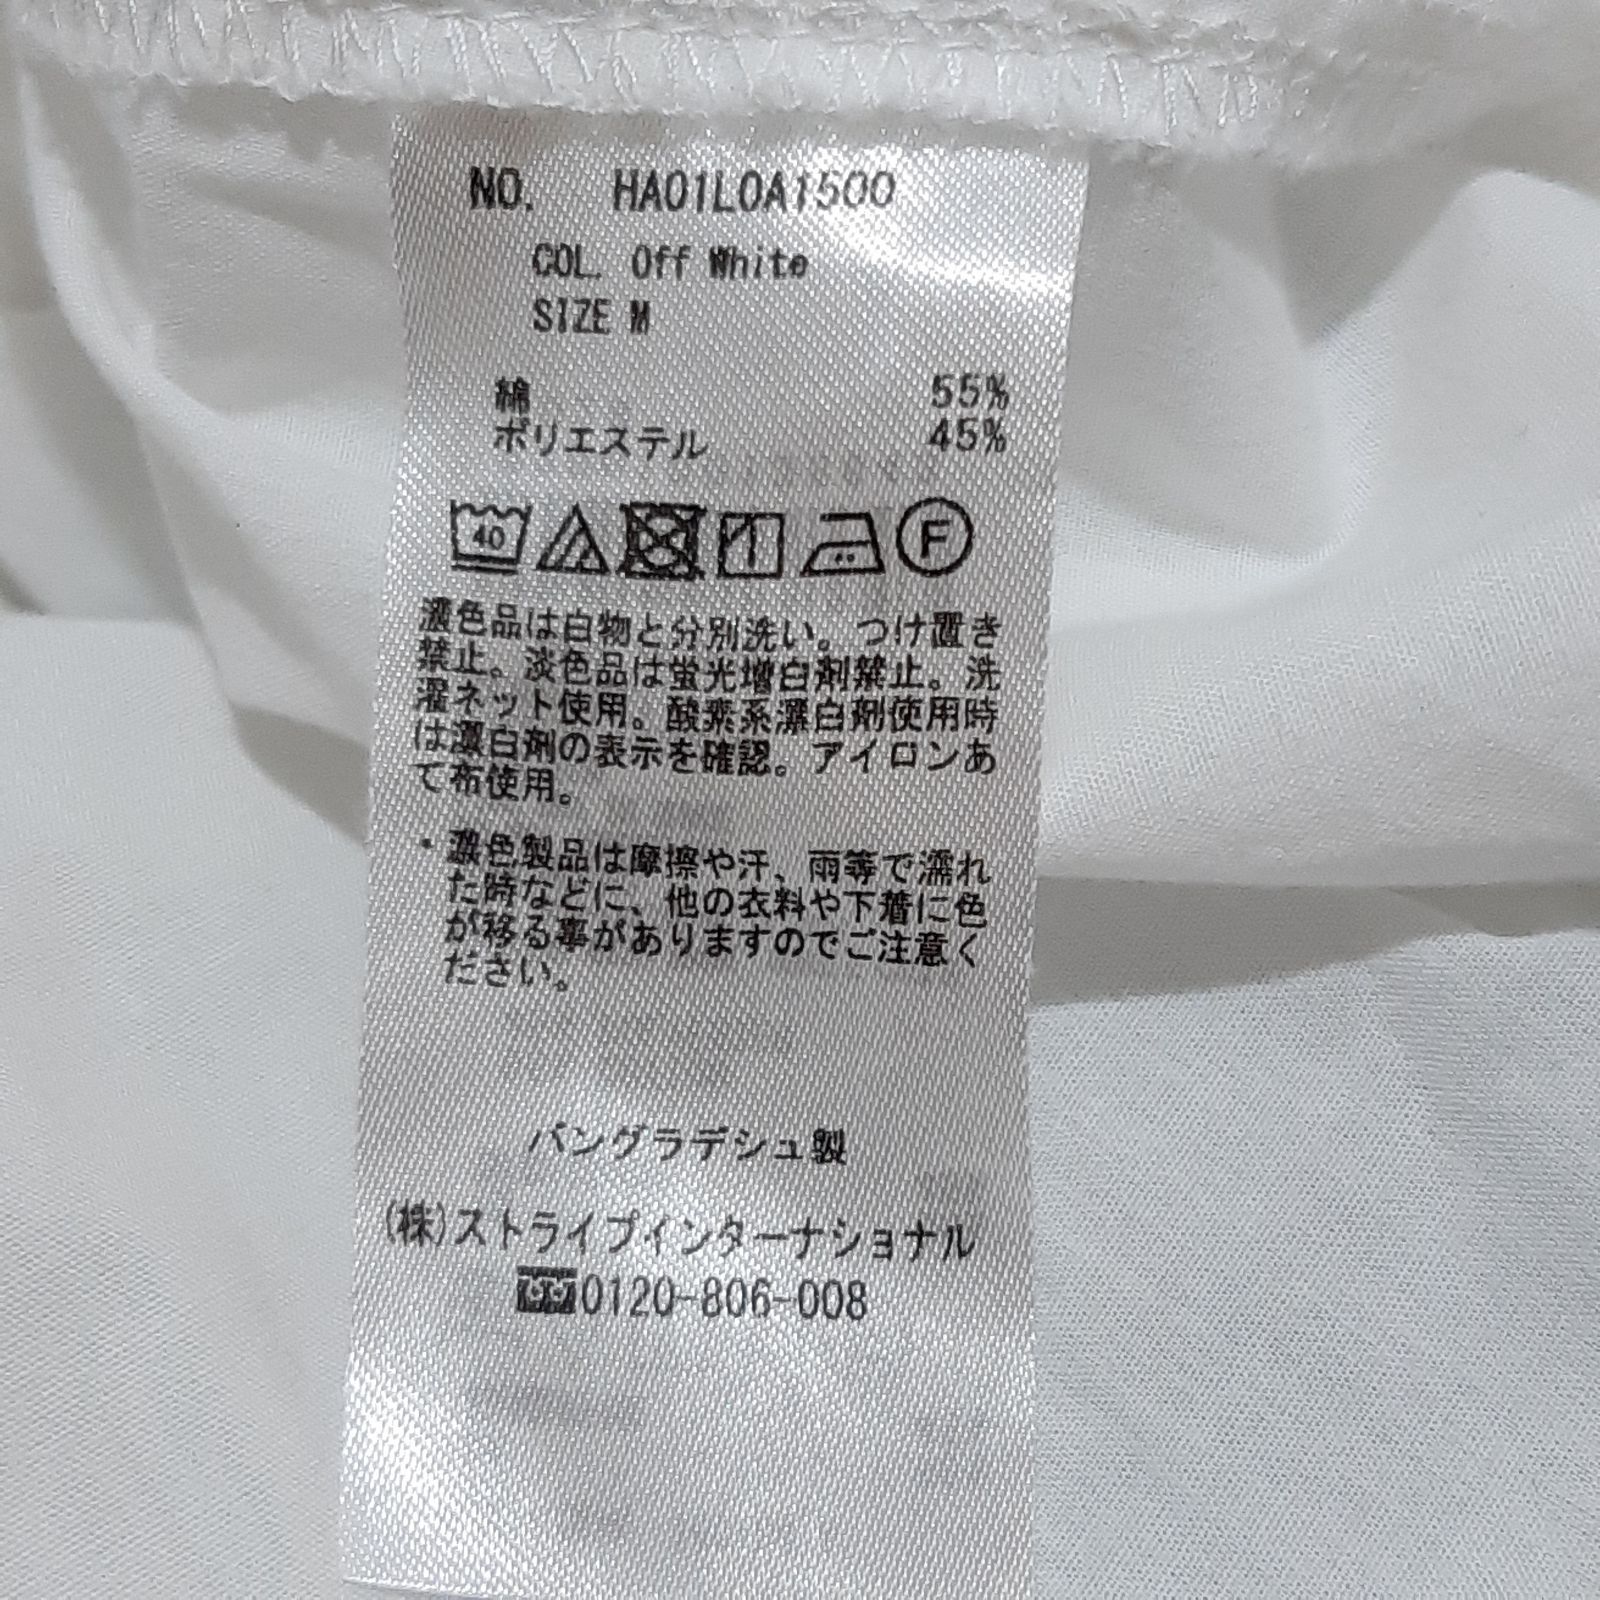 NO. HA01L0A1500
COL. Off White
SIZE M
綿 55%
ポリエステル 45%
40
F
濃色品は白物と分別洗い。つけ置き
禁止。淡色品は蛍光増白剤禁止。洗
濯ネット使用。酸素系漂白剤使用時
は漂白剤の表示を確認。アイロンあ
て布使用。
・濃色製品は摩擦や汗、雨等で濡れ
た時などに、他の衣料や下着に色
が移る事がありますのでご注意く
ださい。
バングラデシュ製
(株)ストライプインターナショナル
0120-806-008